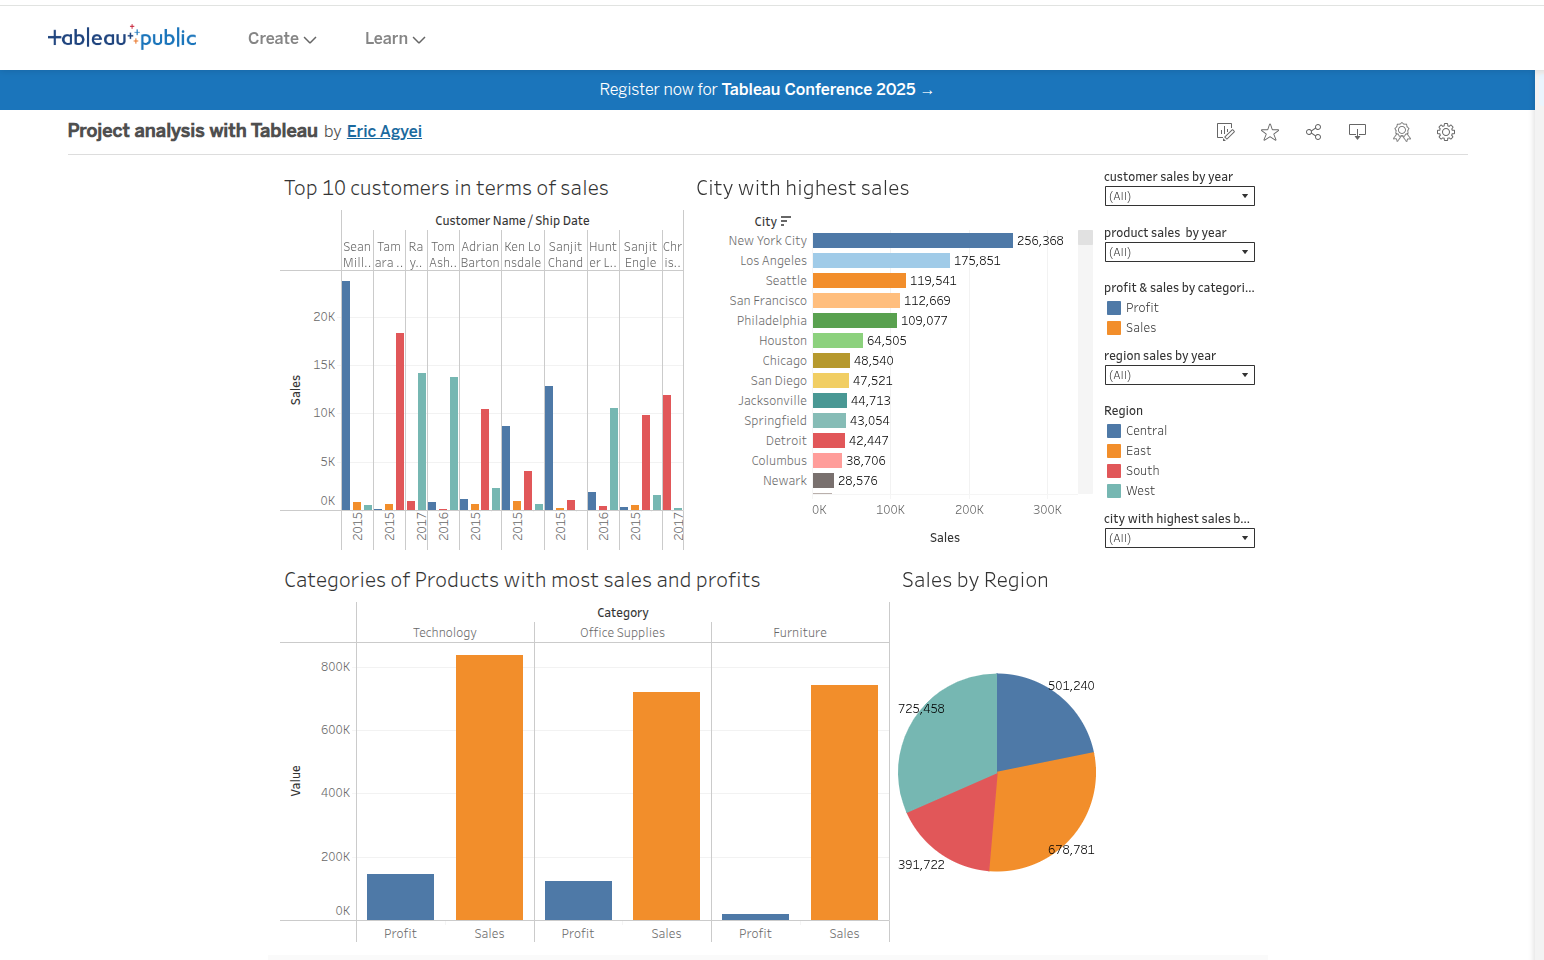 tableau public
Create
Learn
Register now for Tableau Conference 2025 →
Project analysis with Tableau by Eric Agyei
Top 10 customers in terms of sales
Customer Name / Ship Date
Sean Mill..
Tam ara ..
Ra y..
Tom Ash..
Adrian Barton
Ken Lo nsdale
Sanjit Chand
Hunt er L..
Sanjit Engle
Chr is..
Sales
20K
15K
10K
5K
0K
2015
2015
2017
2016
2015
2015
2015
2016
2015
2017
City with highest sales
City
New York City 256,368
Los Angeles 175,851
Seattle 119,541
San Francisco 112,669
Philadelphia 109,077
Houston 64,505
Chicago 48,540
San Diego 47,521
Jacksonville 44,713
Springfield 43,054
Detroit 42,447
Columbus 38,706
Newark 28,576
0K 100K 200K 300K
Sales
customer sales by year
(All)
product sales by year
(All)
profit & sales by categori...
Profit
Sales
region sales by year
(All)
Region
Central
East
South
West
city with highest sales b...
(All)
Categories of Products with most sales and profits
Category
Technology Office Supplies Furniture
Value
800K
600K
400K
200K
0K
Profit Sales Profit Sales Profit Sales
Sales by Region
501,240
725,458
678,781
391,722